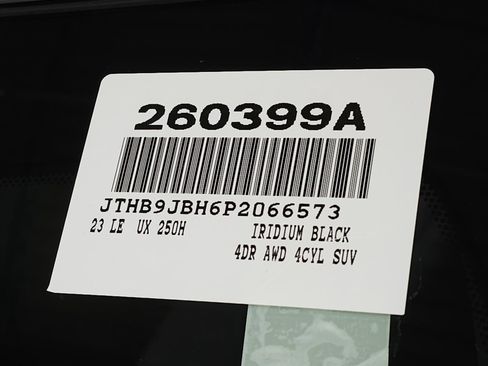 260399A
JTHB9JBH6P2066573
23 LE UX 250H IRIDIUM BLACK
4DR AWD 4CYL SUV